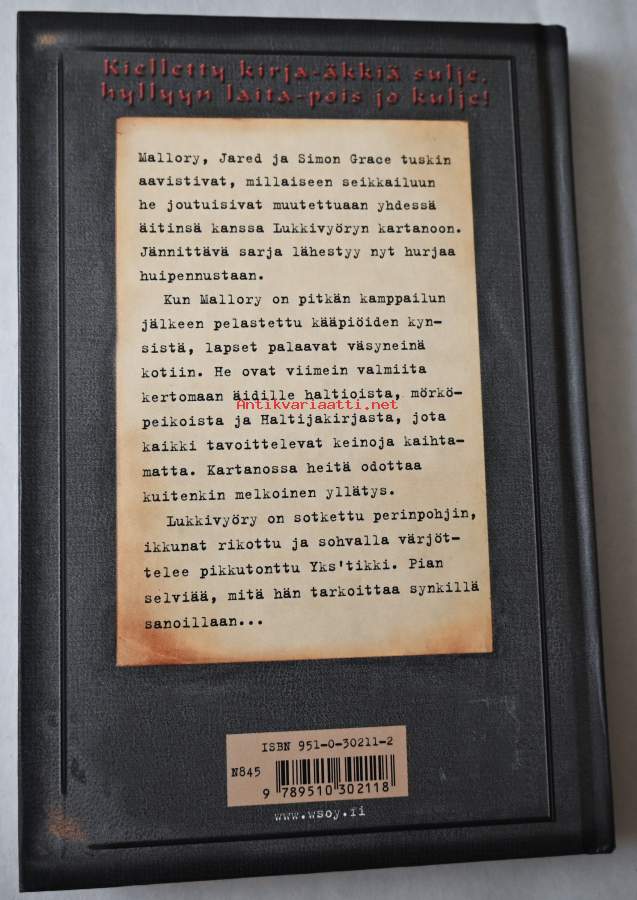 Kielletty kirja-äkkiä sulje,
hyllyyn laita-pois jo kulje!
Mallory, Jared ja Simon Grace tuskin
aavistivat, millaiseen seikkailuun
he joutuisivat muutettuaan yhdessä
äitinsä kanssa Lukkivyöryn kartanoon.
Jännittävä sarja lähestyy nyt hurjaa
huipennustaan.
Kun Mallory on pitkän kamppailun
jälkeen pelastettu kääpiöiden kyn-
sistä, lapset palaavat väsyneinä
kotiin. He ovat viimein valmiita
kertomaan äidille haltioista, mörkö-
Antikvariaatti.net
peikoista ja Haltijakirjasta, jota
kaikki tavoittelevat keinoja kaihta-
matta. Kartanossa heitä odottaa
kuitenkin melkoinen yllätys.
Lukkivyöry on sotkettu perinpohjin,
ikkunat rikottu ja sohvalla värjöt-
telee pikkutonttu Yks'tikki. Pian
selviää, mitä hän tarkoittaa synkillä
sanoillaan...
ISBN 951-0-30211-2
N845
9 789510 302118
www.wsoy.fi